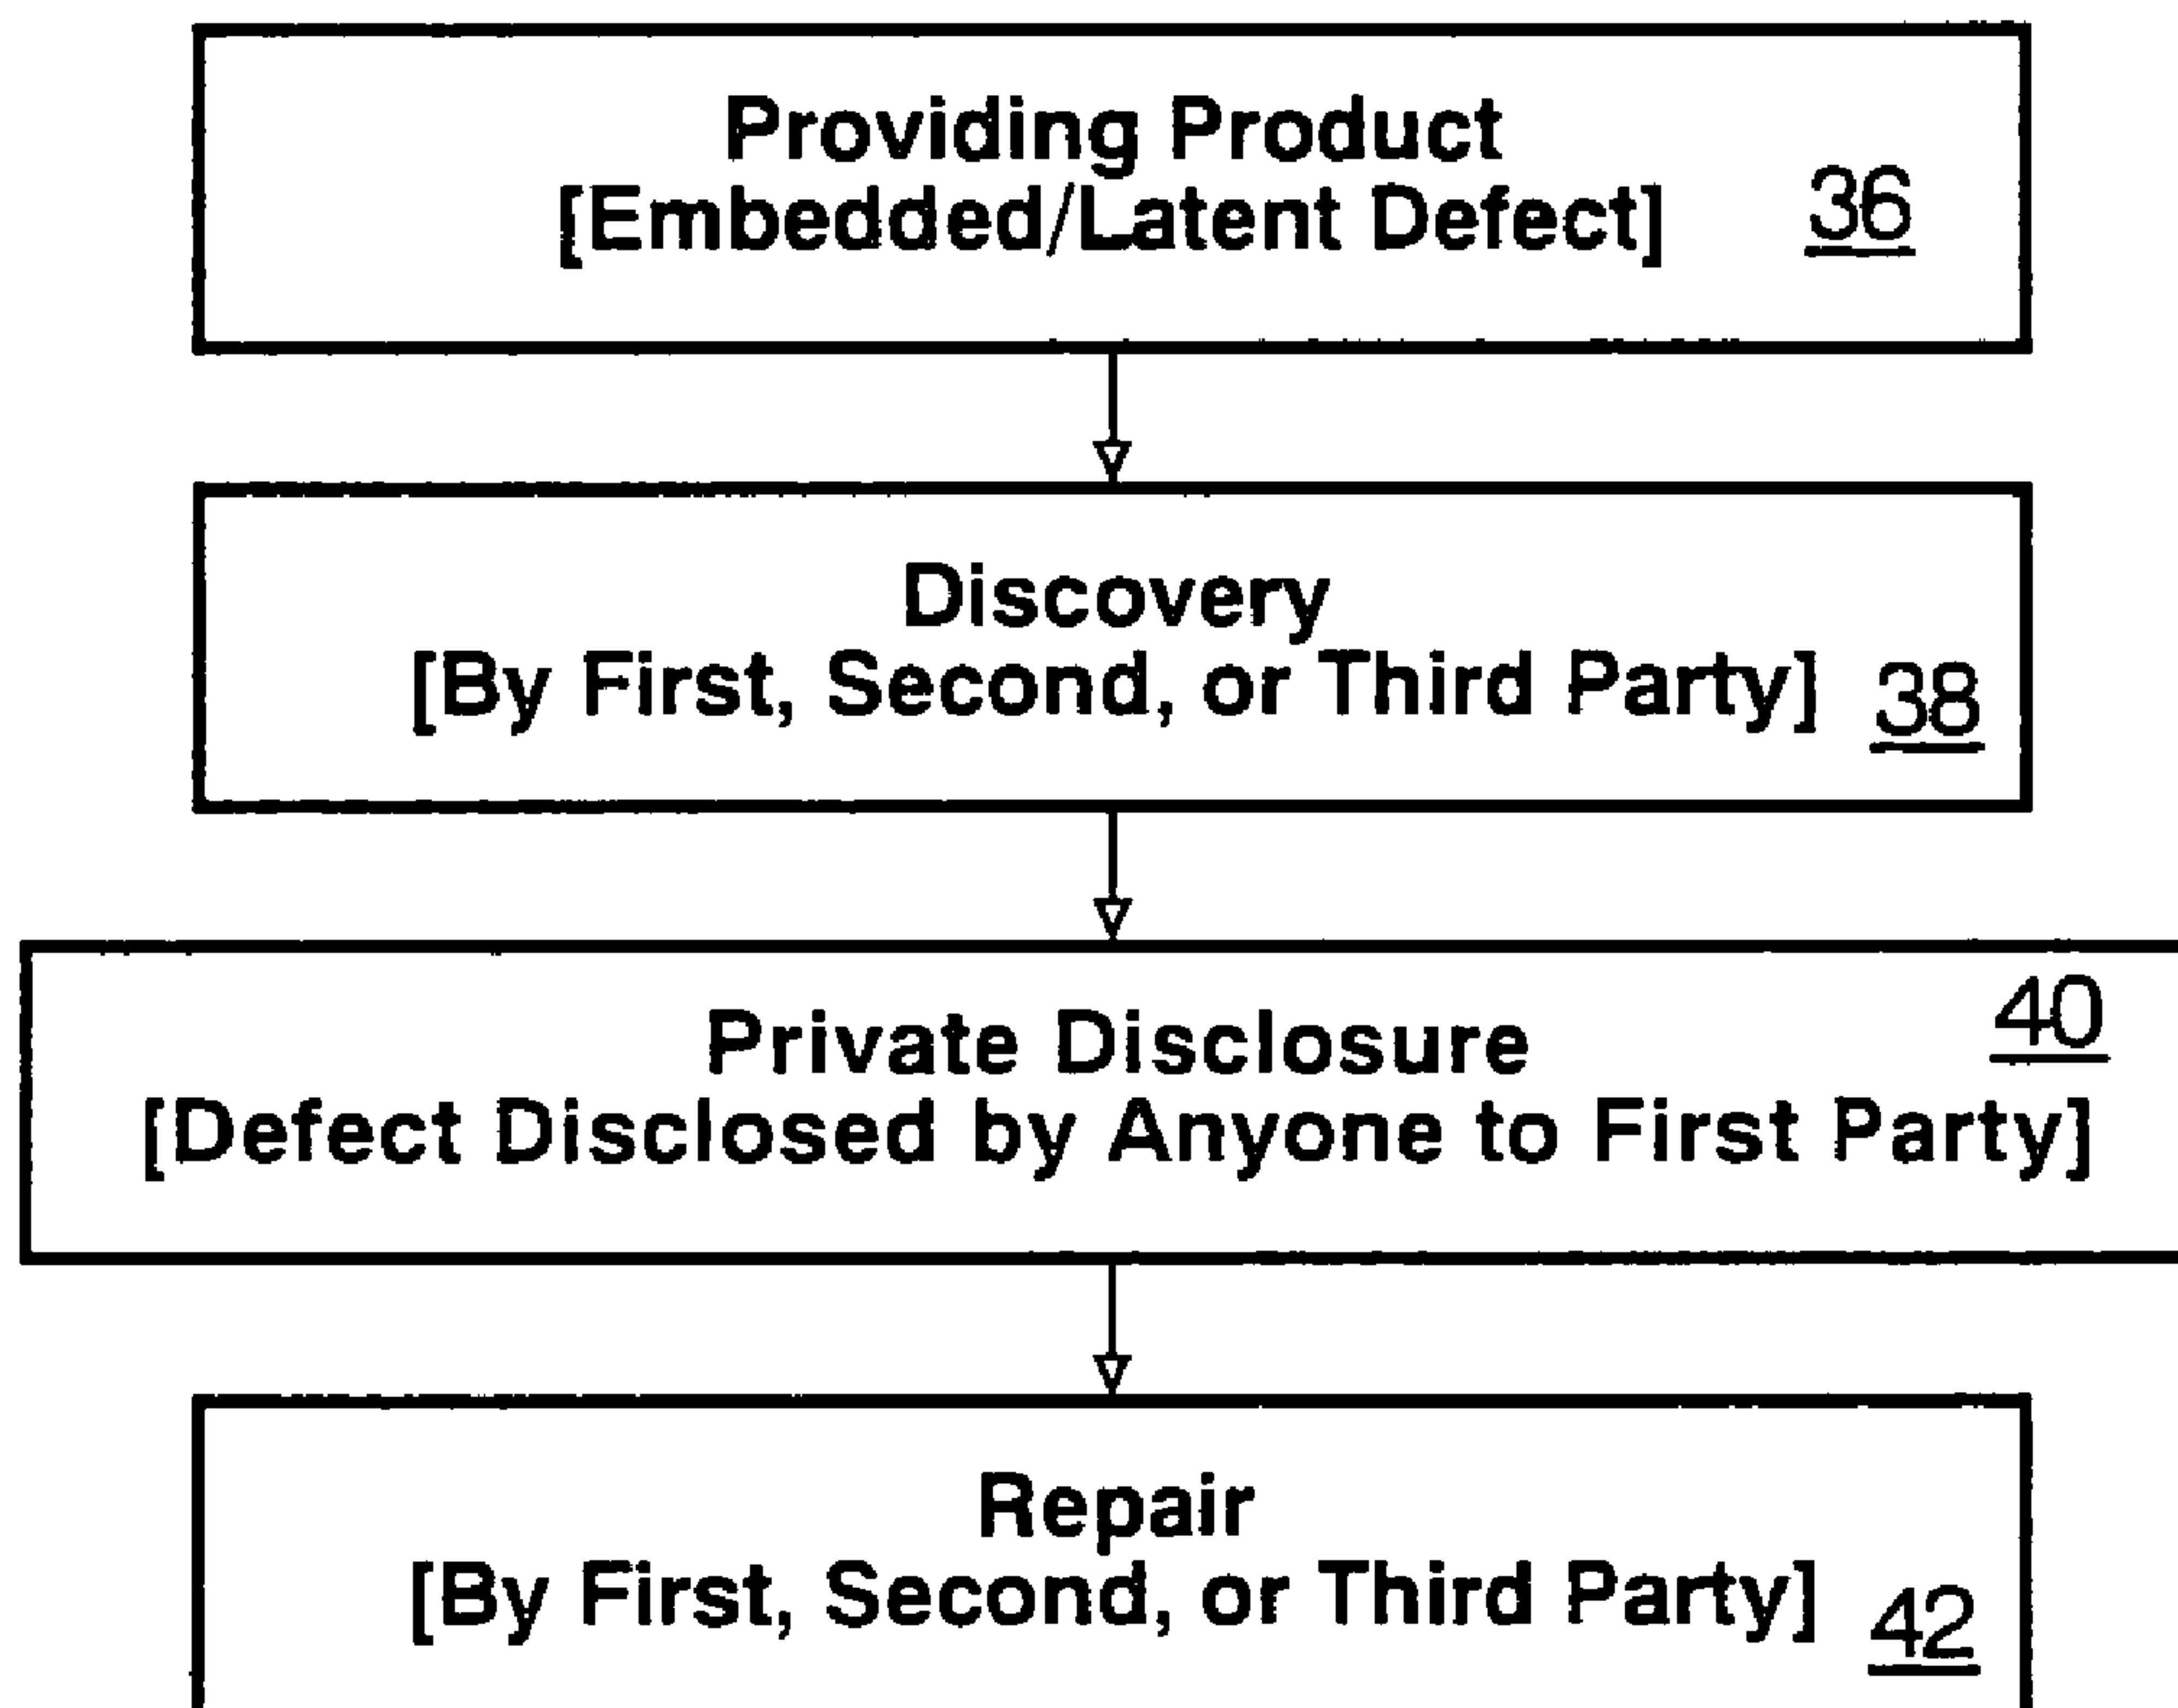 Providing Product
[Embedded/Latent Defect]
36
Discovery
[By First, Second, or Third Party]
38
40
Private Disclosure
[Defect Disclosed by Anyone to First Party]
Repair
[By First, Second, or Third Party]
42